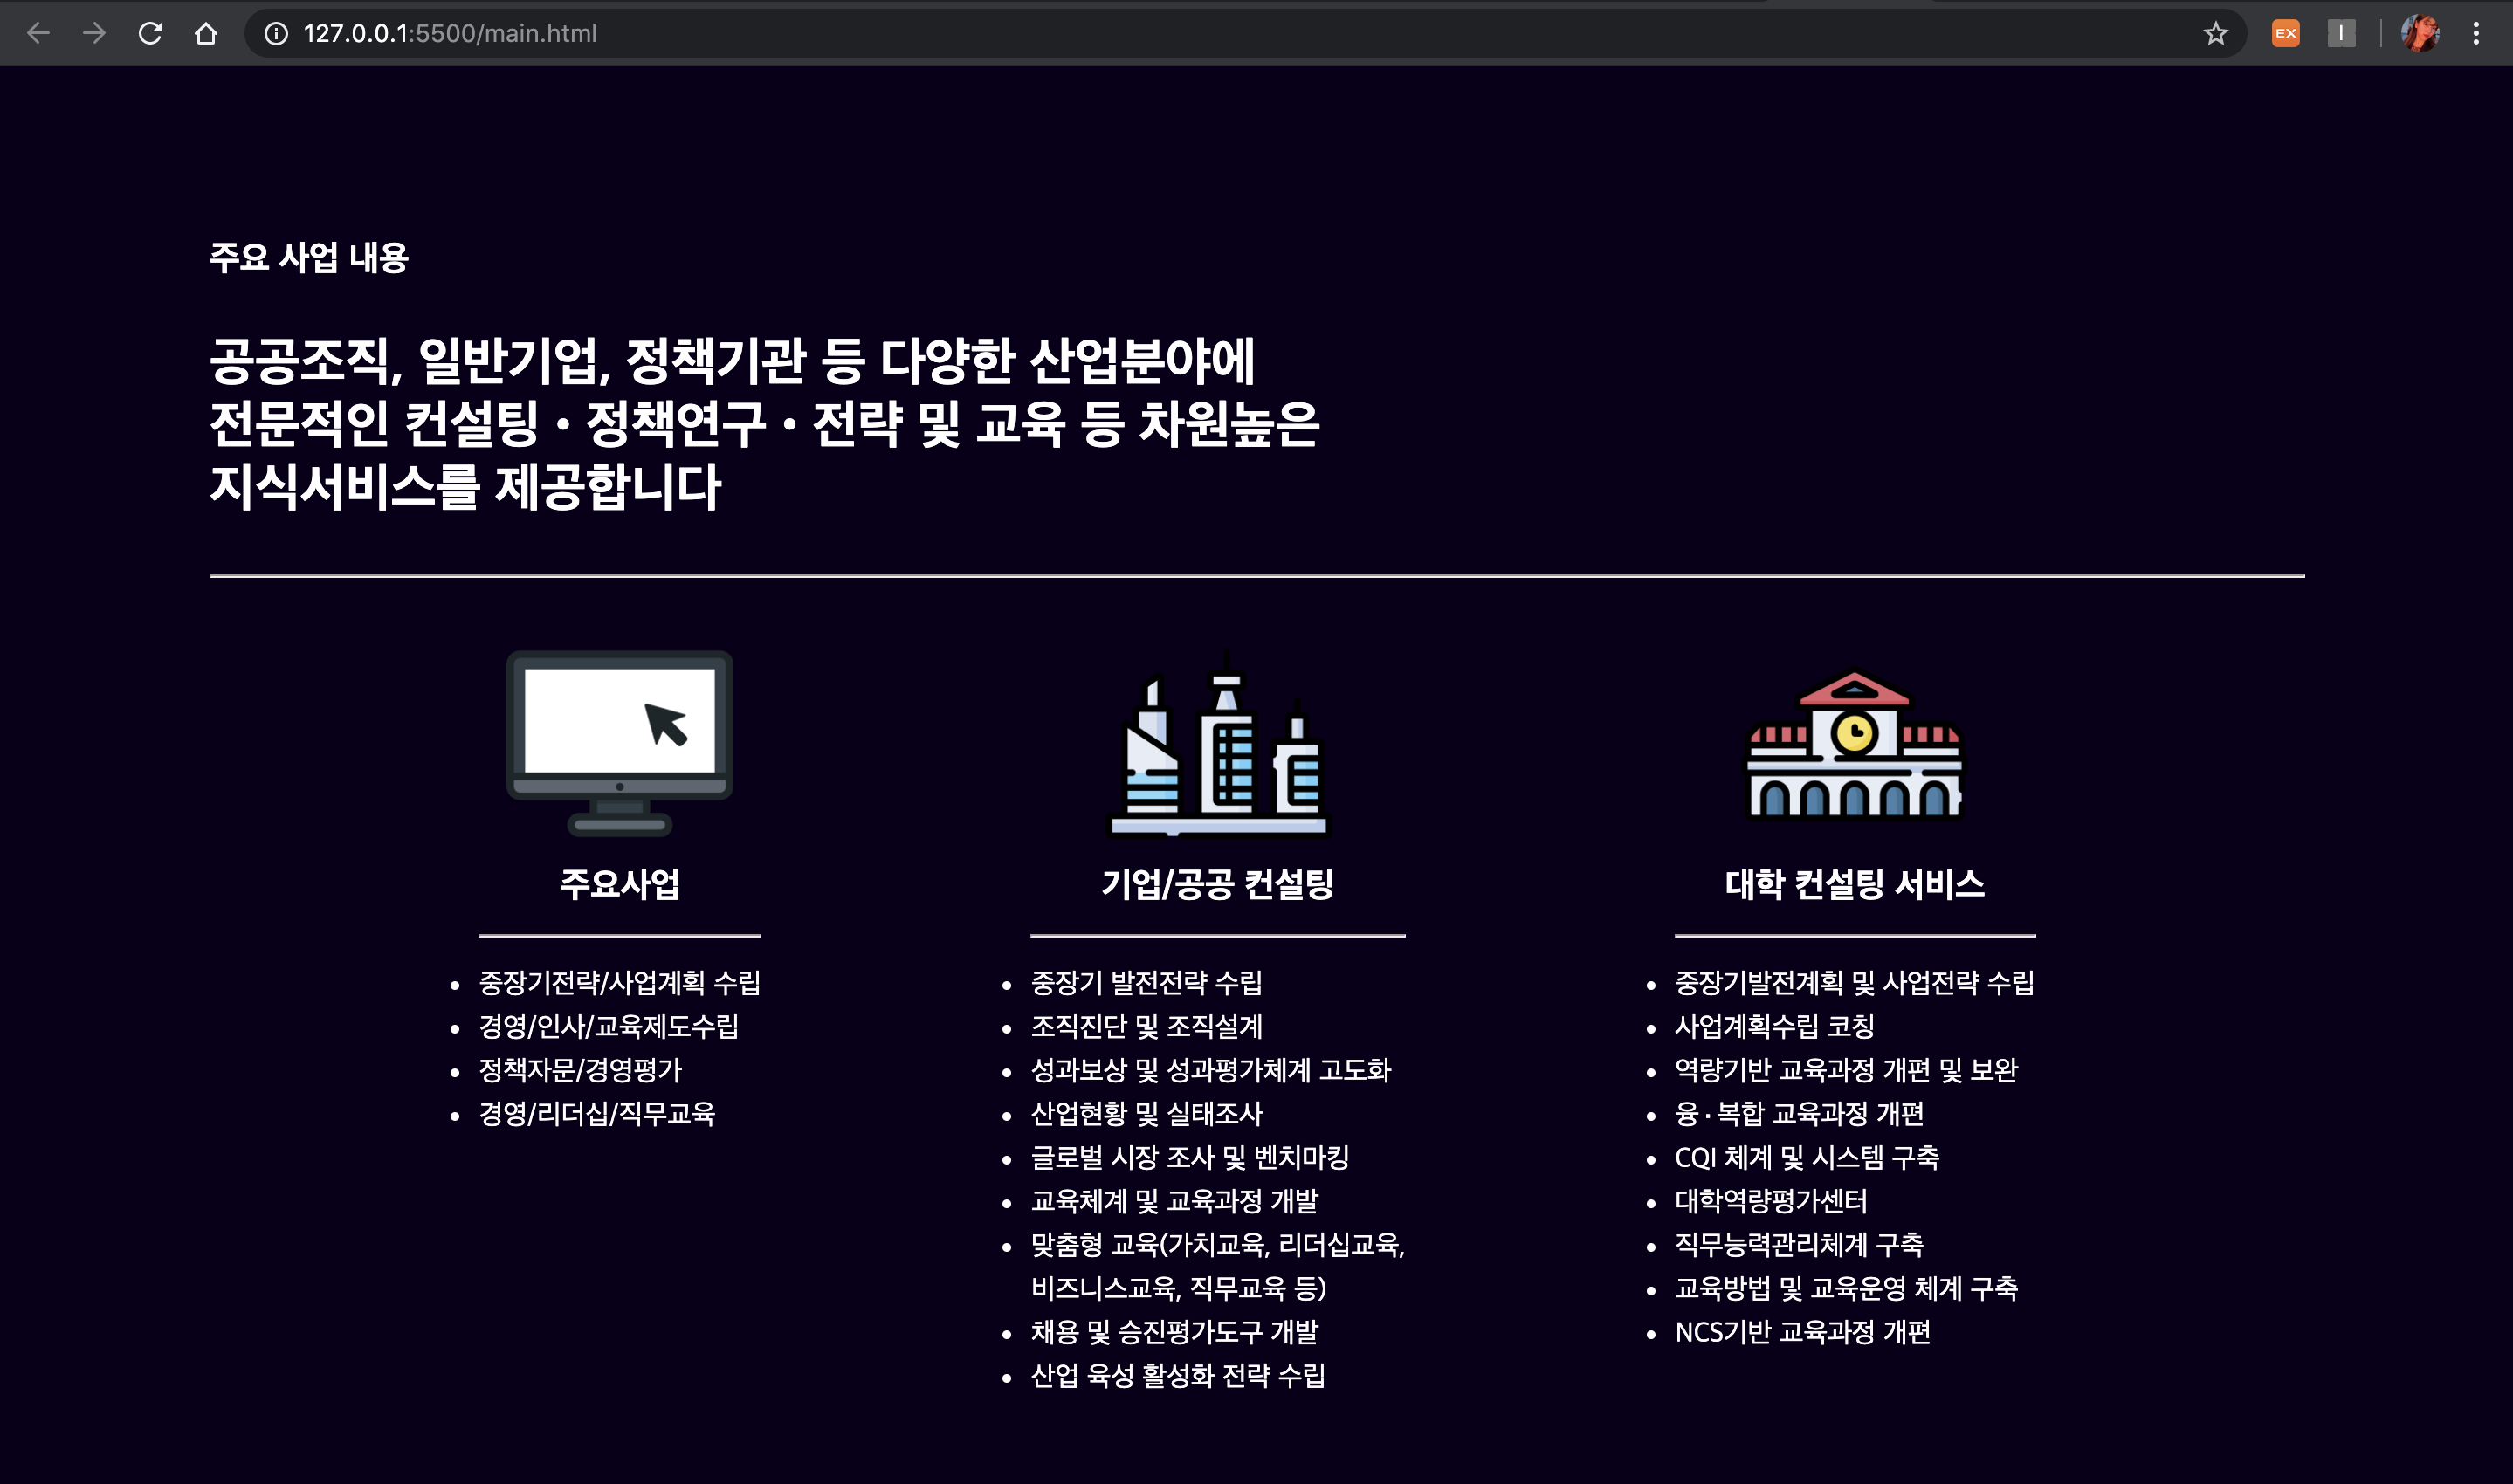 127.0.0.1:5500/main.html
EX
주요 사업 내용
공공조직, 일반기업, 정책기관 등 다양한 산업분야에
전문적인 컨설팅 • 정책연구 • 전략 및 교육 등 차원높은
지식서비스를 제공합니다
주요사업
• 중장기전략/사업계획 수립
• 경영/인사/교육제도수립
• 정책자문/경영평가
• 경영/리더십/직무교육
기업/공공 컨설팅
• 중장기 발전전략 수립
• 조직진단 및 조직설계
• 성과보상 및 성과평가체계 고도화
• 산업현황 및 실태조사
• 글로벌 시장 조사 및 벤치마킹
• 교육체계 및 교육과정 개발
• 맞춤형 교육(가치교육, 리더십교육,
비즈니스교육, 직무교육 등)
• 채용 및 승진평가도구 개발
• 산업 육성 활성화 전략 수립
대학 컨설팅 서비스
• 중장기발전계획 및 사업전략 수립
• 사업계획수립 코칭
• 역량기반 교육과정 개편 및 보완
• 융·복합 교육과정 개편
• CQI 체계 및 시스템 구축
• 대학역량평가센터
• 직무능력관리체계 구축
• 교육방법 및 교육운영 체계 구축
• NCS기반 교육과정 개편